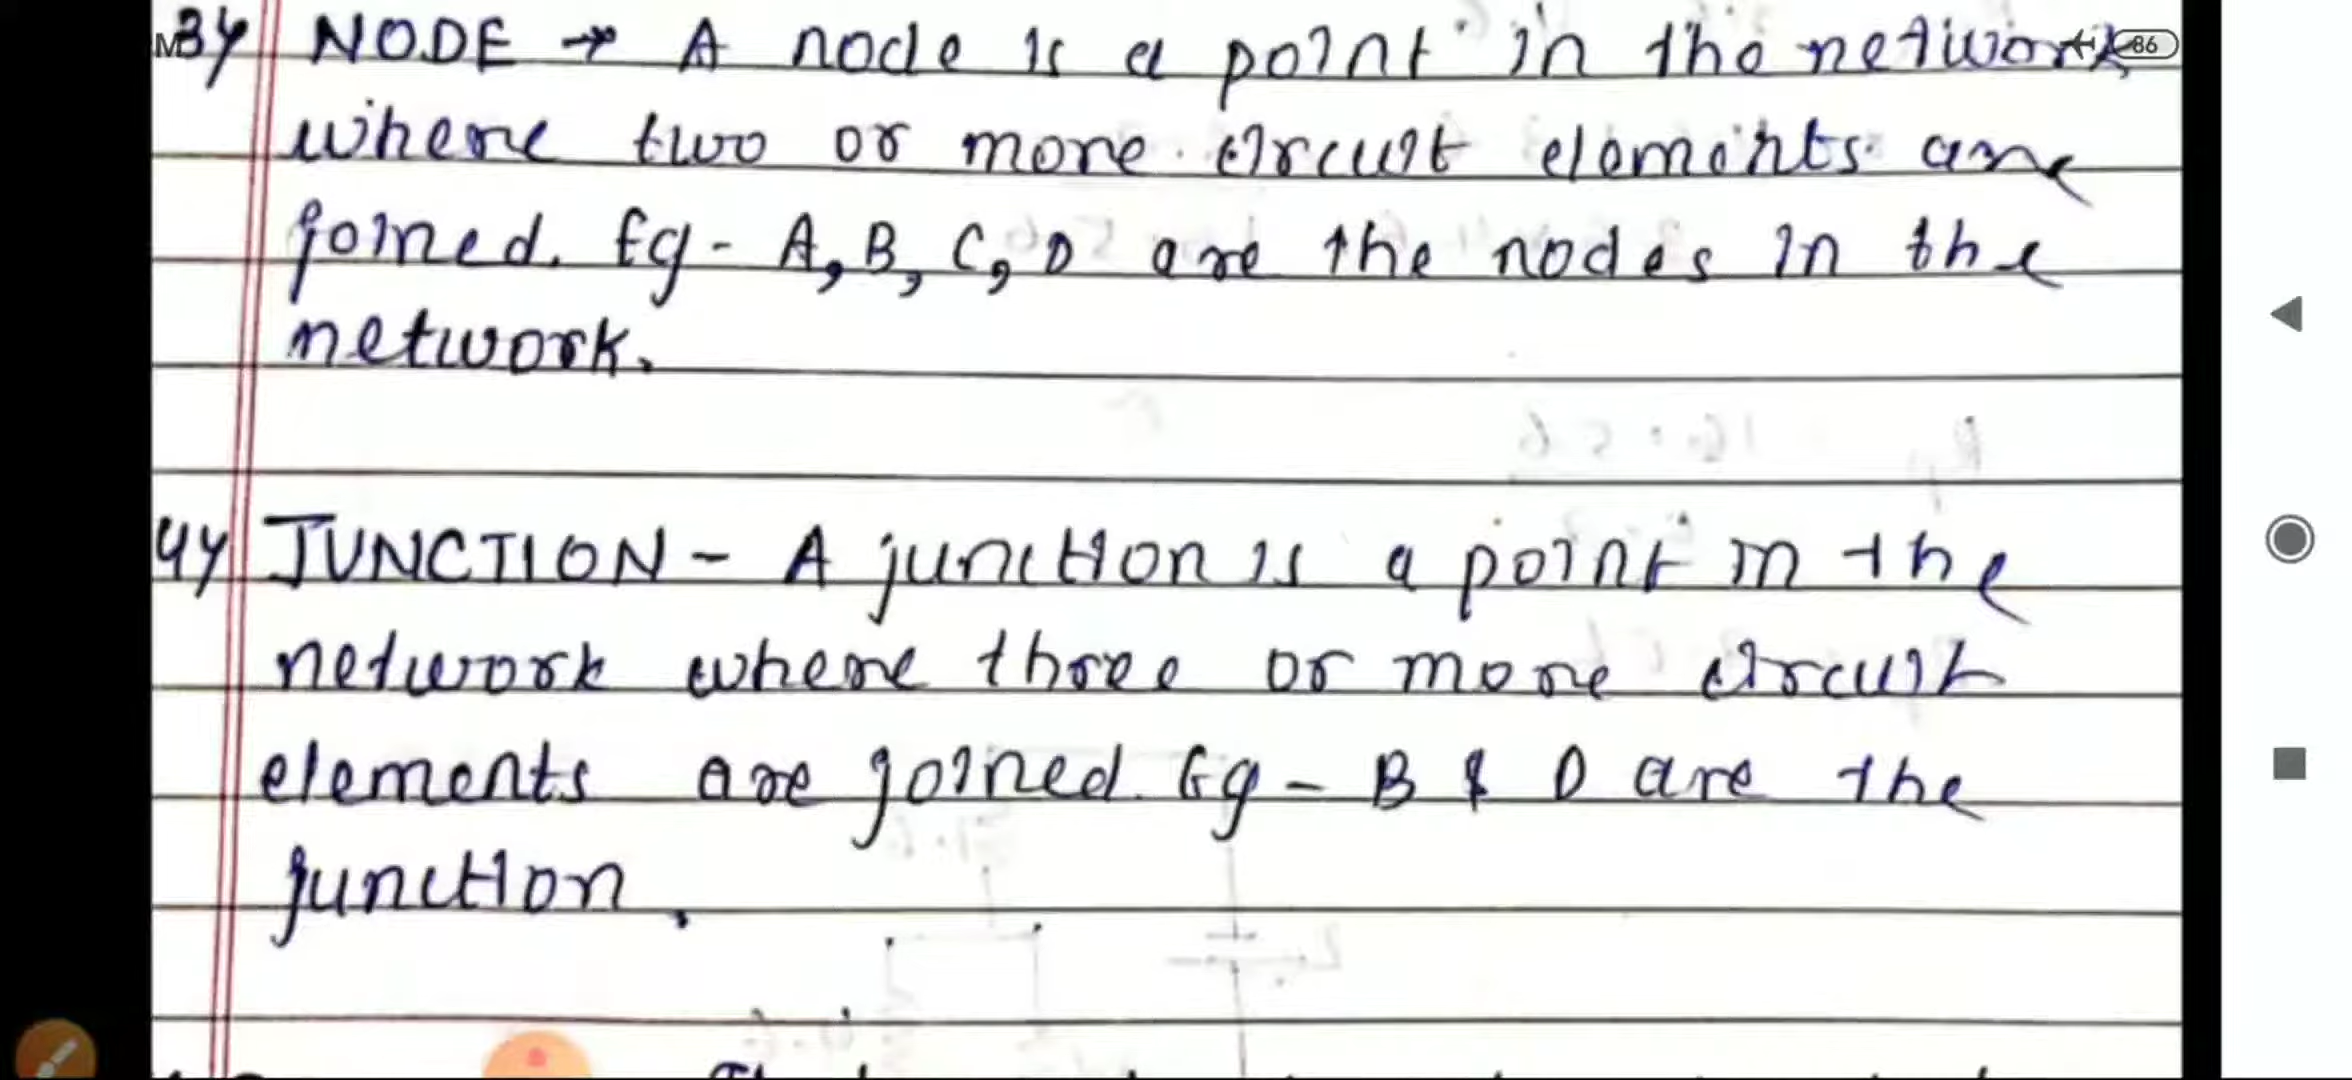 3) NODE → A node is a point in the network
where two or more circuit elements are
joined. Eg - A, B, C, D are the nodes in the
network.
4) JUNCTION - A junction is a point in the
network where three or more circuit
elements are joined. Eg - B & D are the
junction.
86